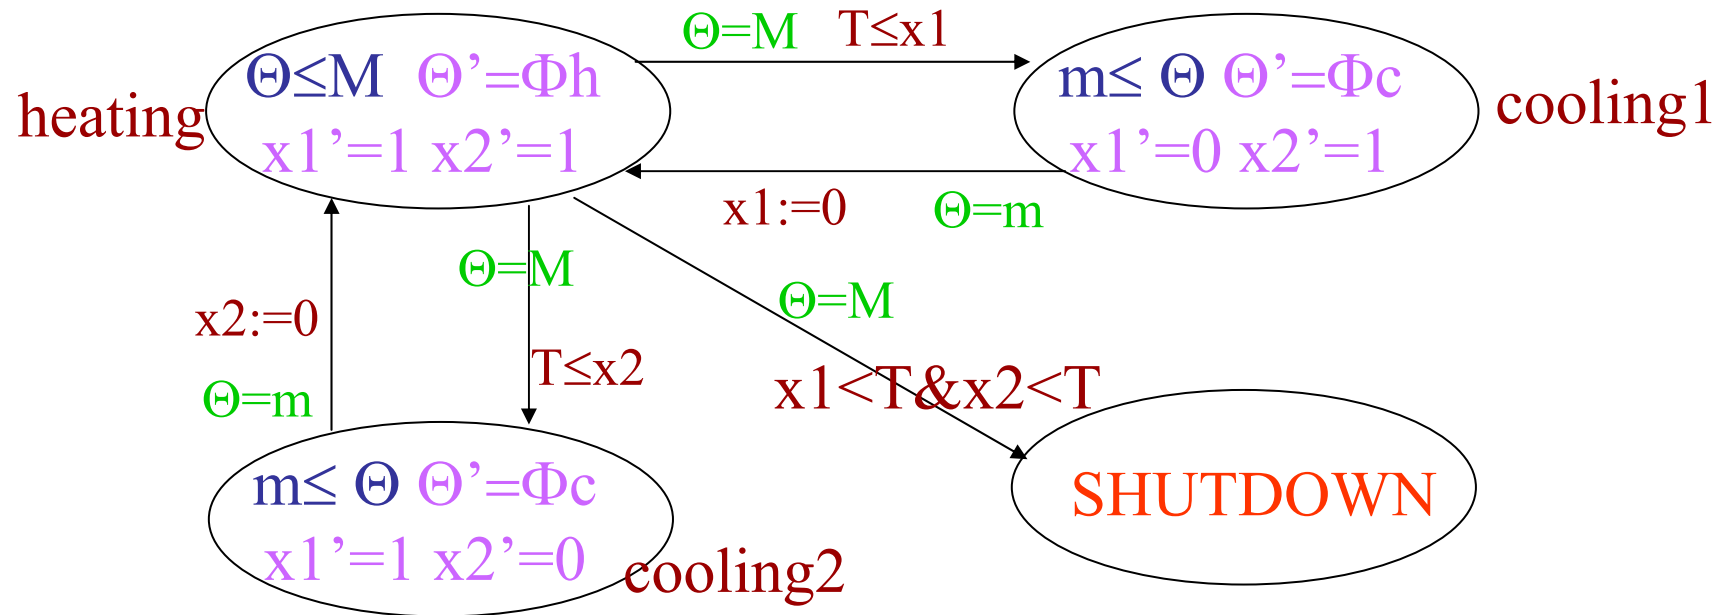 Θ=M T≤x1
Θ≤M Θ’=Φh
m≤ Θ Θ’=Φc
heating
cooling1
x1’=1 x2’=1
x1’=0 x2’=1
x1:=0 Θ=m
Θ=M
Θ=M
x2:=0
T≤x2
x1<T&x2<T
Θ=m
m≤ Θ Θ’=Φc
SHUTDOWN
x1’=1 x2’=0
cooling2